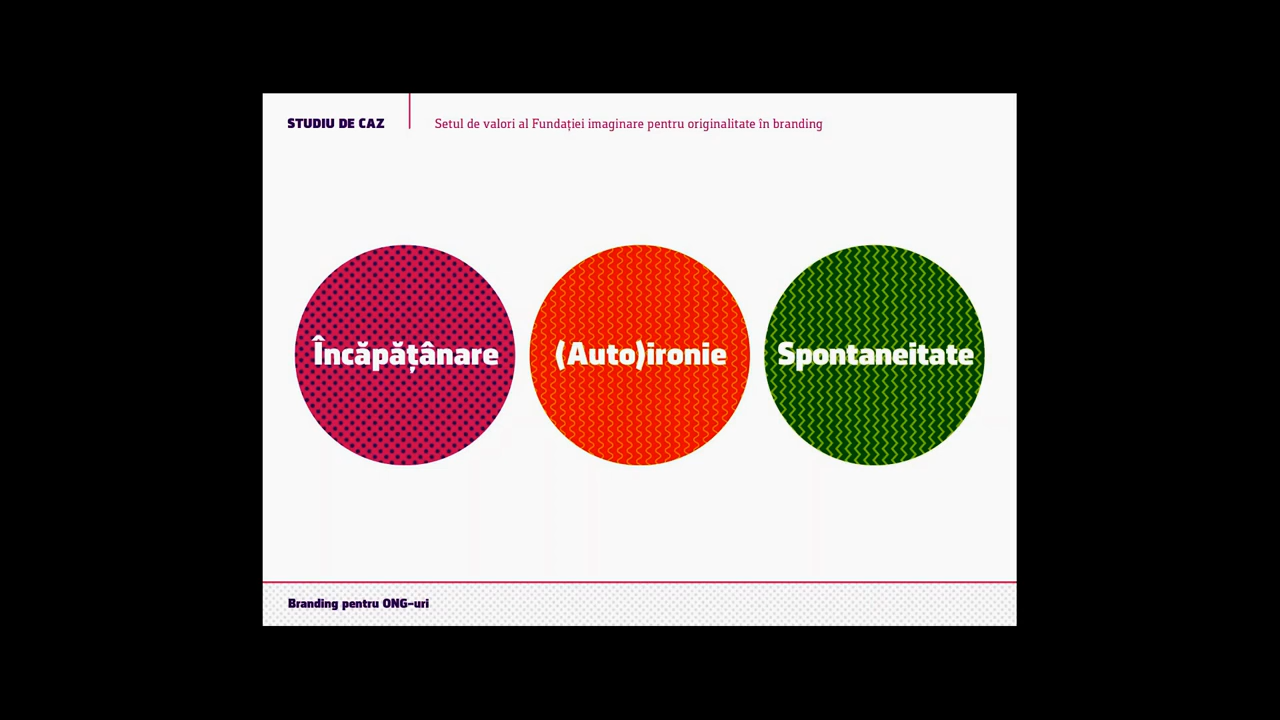 STUDIU DE CAZ
Setul de valori al Fundației imaginare pentru originalitate în branding
Încăpățânare
(Auto)ironie
Spontaneitate
Branding pentru ONG-uri